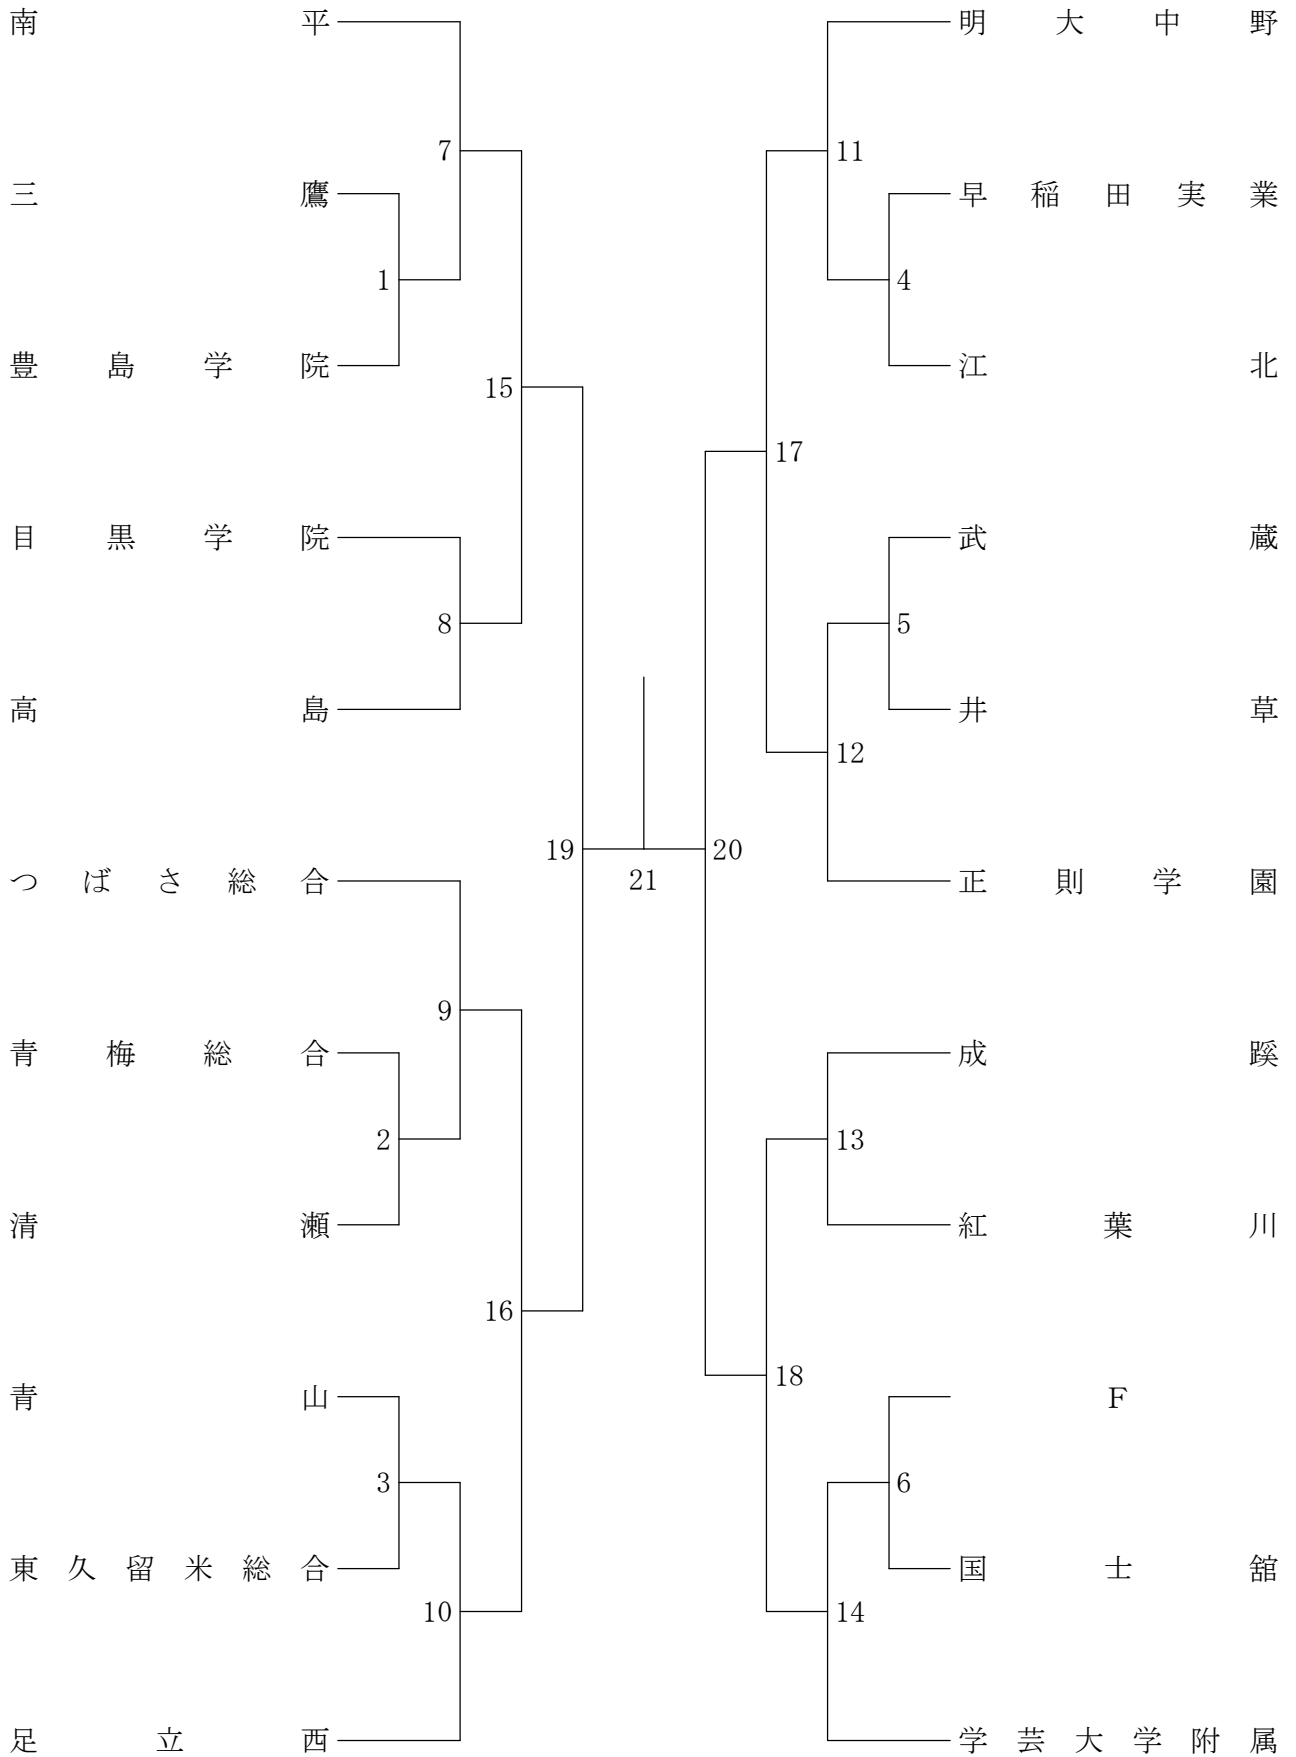 南平
明大中野
7
11
三鷹
早稲田実業
1
4
豊島学院
江北
15
17
目黒学院
武蔵
8
5
高島
井草
12
19
20
21
つばさ総合
正則学園
9
青梅総合
成蹊
2
13
清瀬
紅葉川
16
18
青山
F
3
6
東久留米総合
国士舘
10
14
足立西
学芸大学附属